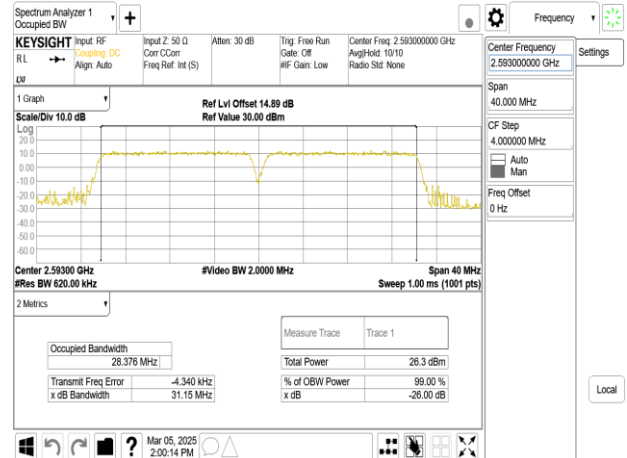 Spectrum Analyzer 1
Occupied BW
Frequency
KEYSIGHT
RL
LXI
Input: RF
Coupling: DC
Align: Auto
Input Z: 50 Ω
Corr CCorr
Freq Ref: Int (S)
Atten: 30 dB
Trig: Free Run
Gate: Off
#IF Gain: Low
Center Freq: 2.593000000 GHz
Avg|Hold: 10/10
Radio Std: None
Center Frequency
2.593000000 GHz
Settings
Span
40.000 MHz
CF Step
4.000000 MHz
Auto
Man
Freq Offset
0 Hz
Local
1 Graph
Scale/Div 10.0 dB
Ref Lvl Offset 14.89 dB
Ref Value 30.00 dBm
Log
20.0
10.0
0.00
-10.0
-20.0
-30.0
-40.0
-50.0
-60.0
Center 2.59300 GHz
#Video BW 2.0000 MHz
Span 40 MHz
#Res BW 620.00 kHz
Sweep 1.00 ms (1001 pts)
2 Metrics
Measure Trace Trace 1
Occupied Bandwidth
28.376 MHz
Total Power 26.3 dBm
Transmit Freq Error -4.340 kHz
% of OBW Power 99.00 %
x dB Bandwidth 31.15 MHz
x dB -26.00 dB
?
Mar 05, 2025
2:00:14 PM